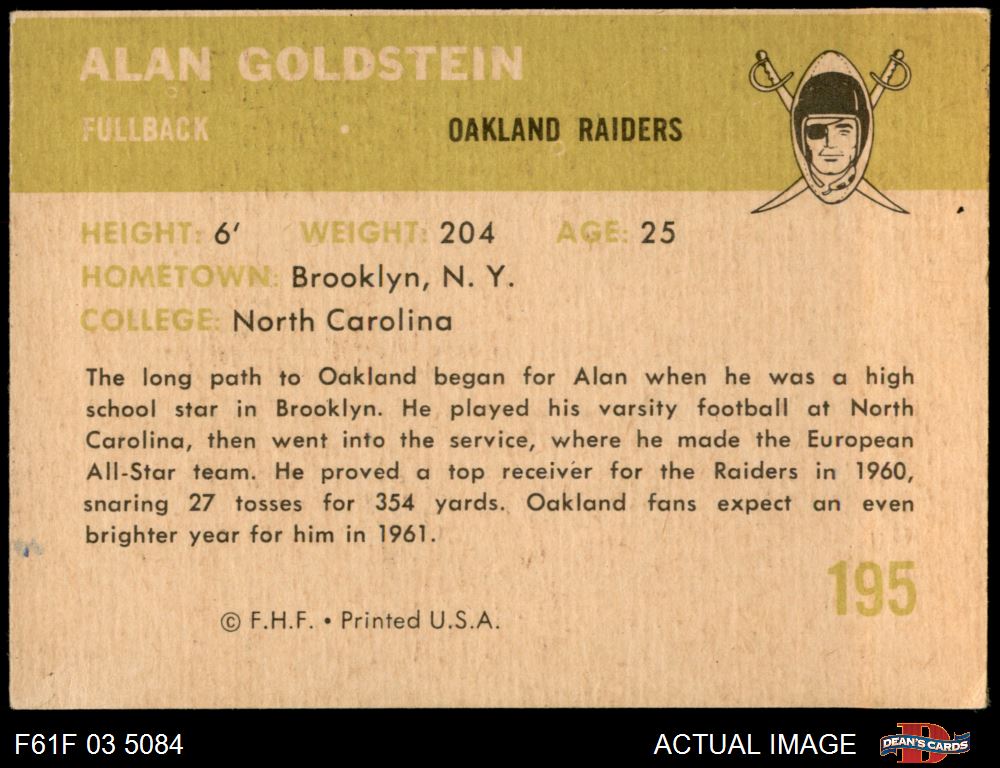 ALAN GOLDSTEIN
FULLBACK • OAKLAND RAIDERS
HEIGHT: 6' WEIGHT: 204 AGE: 25
HOMETOWN: Brooklyn, N. Y.
COLLEGE: North Carolina
The long path to Oakland began for Alan when he was a high
school star in Brooklyn. He played his varsity football at North
Carolina, then went into the service, where he made the European
All-Star team. He proved a top receiver for the Raiders in 1960,
snaring 27 tosses for 354 yards. Oakland fans expect an even
brighter year for him in 1961.
195
© F.H.F. • Printed U.S.A.
F61F 03 5084 ACTUAL IMAGE DEAN'S CARDS